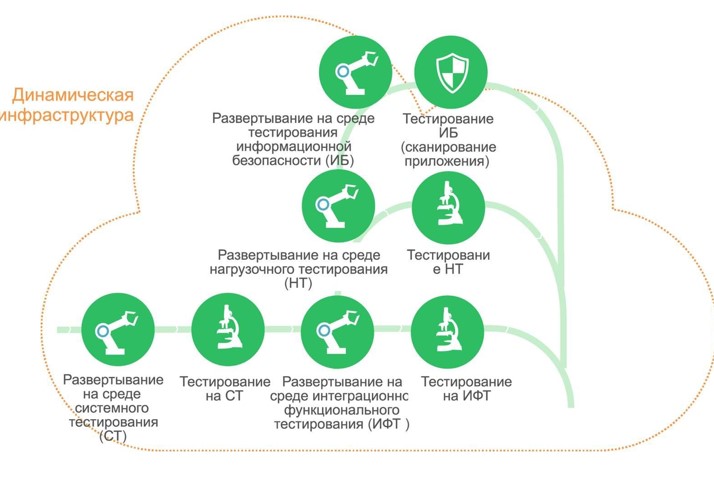 Динамическая
инфраструктура
Развертывание на среде
тестирования
информационной
безопасности (ИБ)
Тестирование
ИБ
(сканирование
приложения)
Развертывание на среде
нагрузочного тестирования
(НТ)
Тестировани
е НТ
Развертывание
на среде
системного
тестирования
(СТ)
Тестирование
на СТ
Развертывание на
среде интеграционно
функционального
тестирования (ИФТ )
Тестирование
на ИФТ